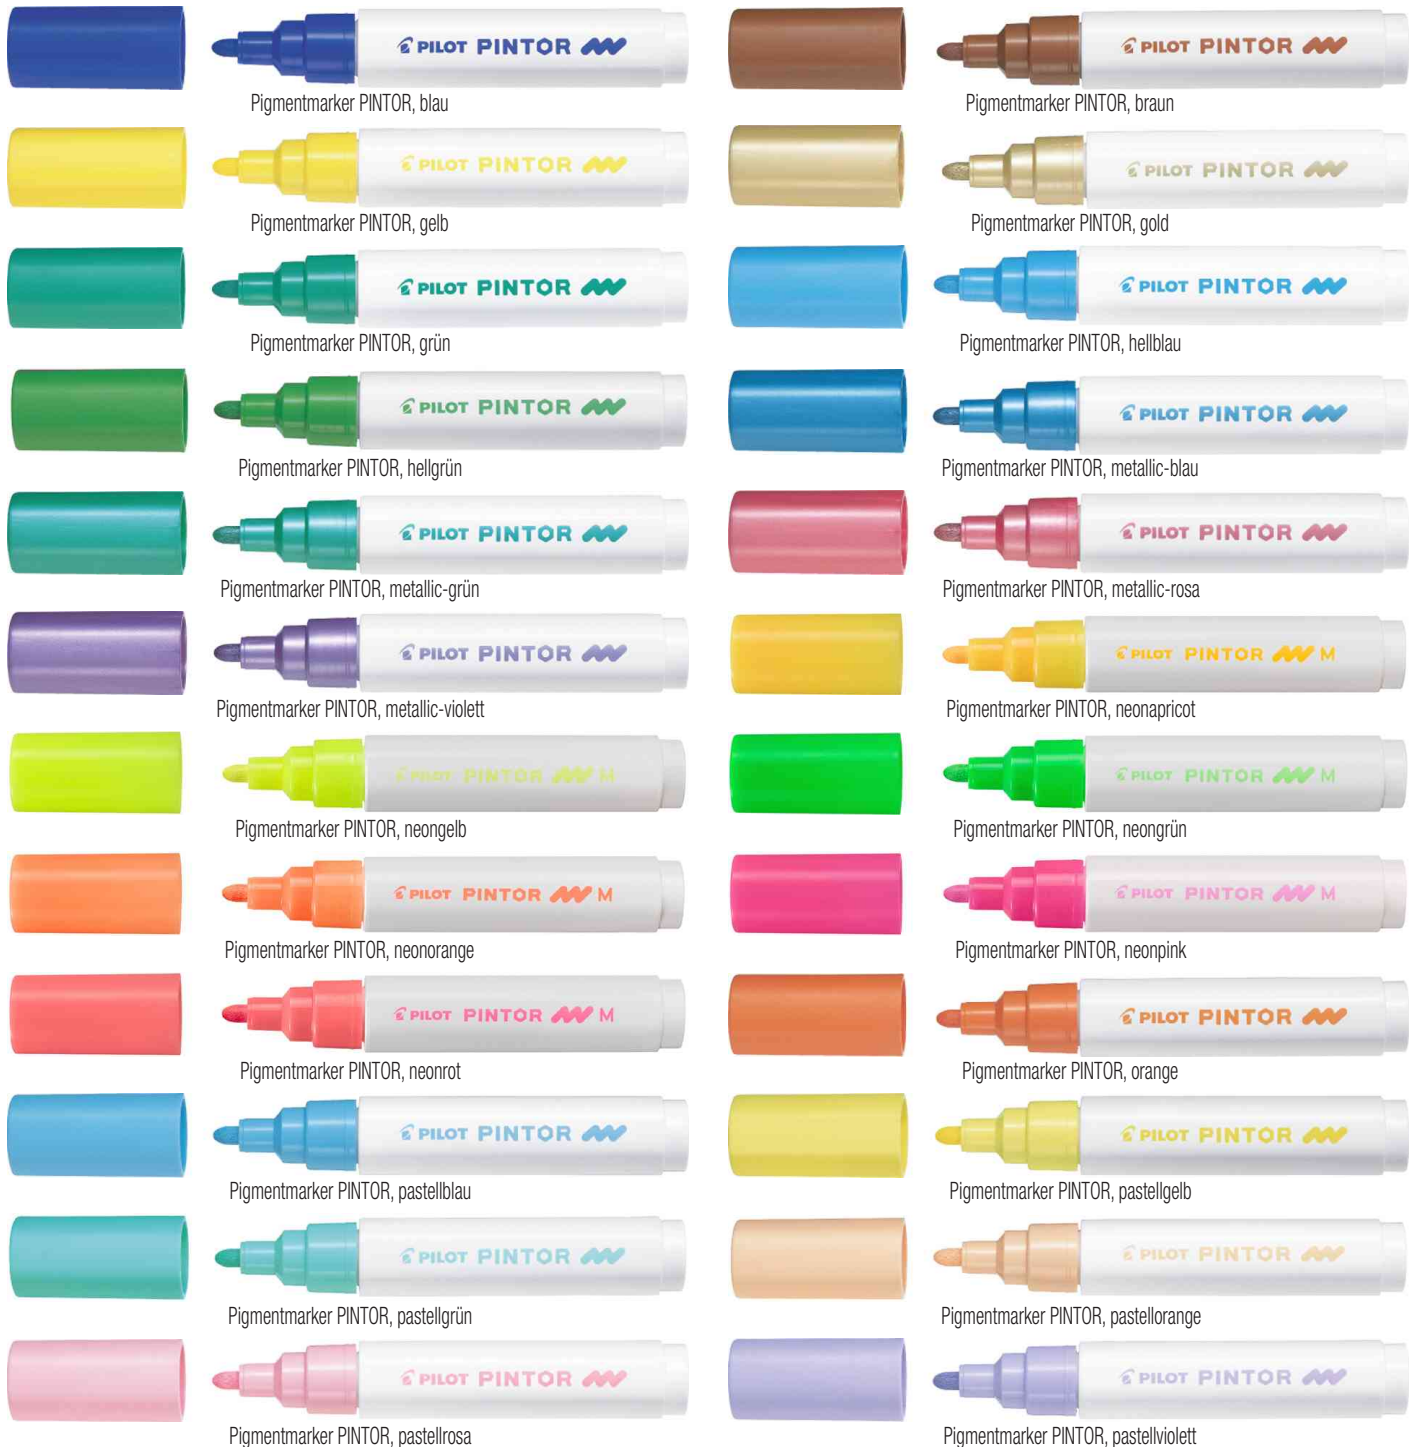 PILOT PINTOR
PILOT PINTOR
Pigmentmarker PINTOR, blau
Pigmentmarker PINTOR, braun
PILOT PINTOR
PILOT PINTOR
Pigmentmarker PINTOR, gelb
Pigmentmarker PINTOR, gold
PILOT PINTOR
PILOT PINTOR
Pigmentmarker PINTOR, grün
Pigmentmarker PINTOR, hellblau
PILOT PINTOR
PILOT PINTOR
Pigmentmarker PINTOR, hellgrün
Pigmentmarker PINTOR, metallic-blau
PILOT PINTOR
PILOT PINTOR
Pigmentmarker PINTOR, metallic-grün
Pigmentmarker PINTOR, metallic-rosa
PILOT PINTOR
PILOT PINTOR M
Pigmentmarker PINTOR, metallic-violett
Pigmentmarker PINTOR, neonapricot
PILOT PINTOR M
PILOT PINTOR M
Pigmentmarker PINTOR, neongelb
Pigmentmarker PINTOR, neongrün
PILOT PINTOR M
PILOT PINTOR M
Pigmentmarker PINTOR, neonorange
Pigmentmarker PINTOR, neonpink
PILOT PINTOR M
PILOT PINTOR
Pigmentmarker PINTOR, neonrot
Pigmentmarker PINTOR, orange
PILOT PINTOR
PILOT PINTOR
Pigmentmarker PINTOR, pastellblau
Pigmentmarker PINTOR, pastellgelb
PILOT PINTOR
PILOT PINTOR
Pigmentmarker PINTOR, pastellgrün
Pigmentmarker PINTOR, pastellorange
PILOT PINTOR
PILOT PINTOR
Pigmentmarker PINTOR, pastellrosa
Pigmentmarker PINTOR, pastellviolett